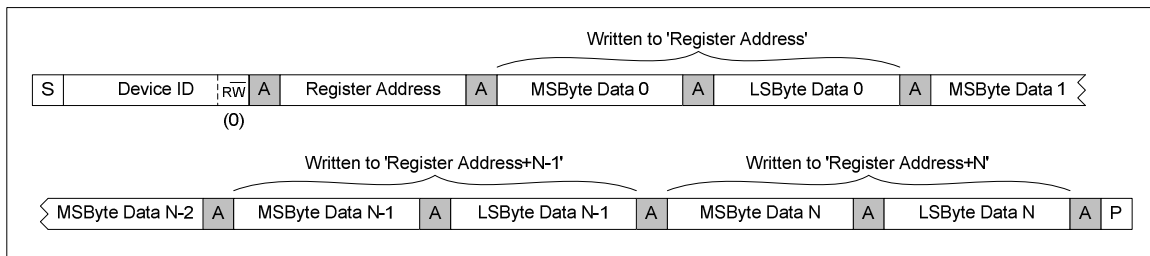 Written to 'Register Address'
S Device ID RW A Register Address A MSByte Data 0 A LSByte Data 0 A MSByte Data 1
(0)
Written to 'Register Address+N-1' Written to 'Register Address+N'
MSByte Data N-2 A MSByte Data N-1 A LSByte Data N-1 A MSByte Data N A LSByte Data N A P